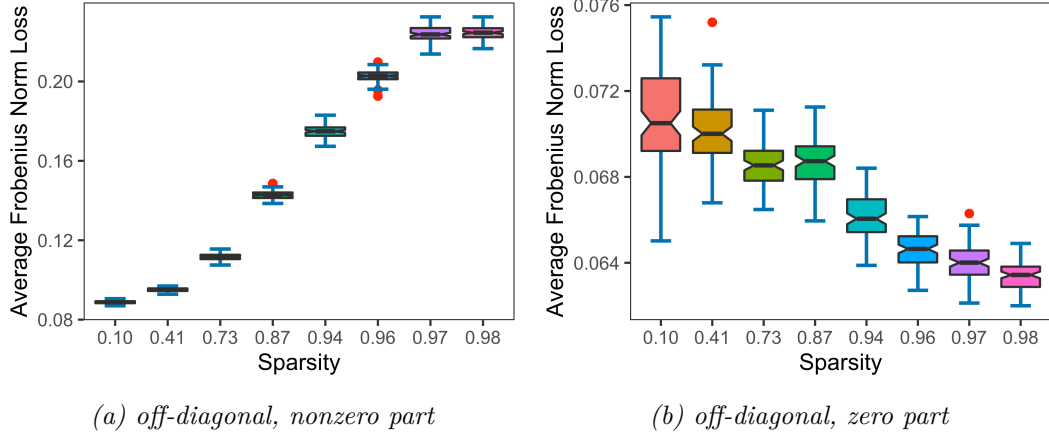 Average Frobenius Norm Loss
0.20
0.16
0.12
0.08
0.10 0.41 0.73 0.87 0.94 0.96 0.97 0.98
Sparsity
(a) off-diagonal, nonzero part
Average Frobenius Norm Loss
0.076
0.072
0.068
0.064
0.10 0.41 0.73 0.87 0.94 0.96 0.97 0.98
Sparsity
(b) off-diagonal, zero part